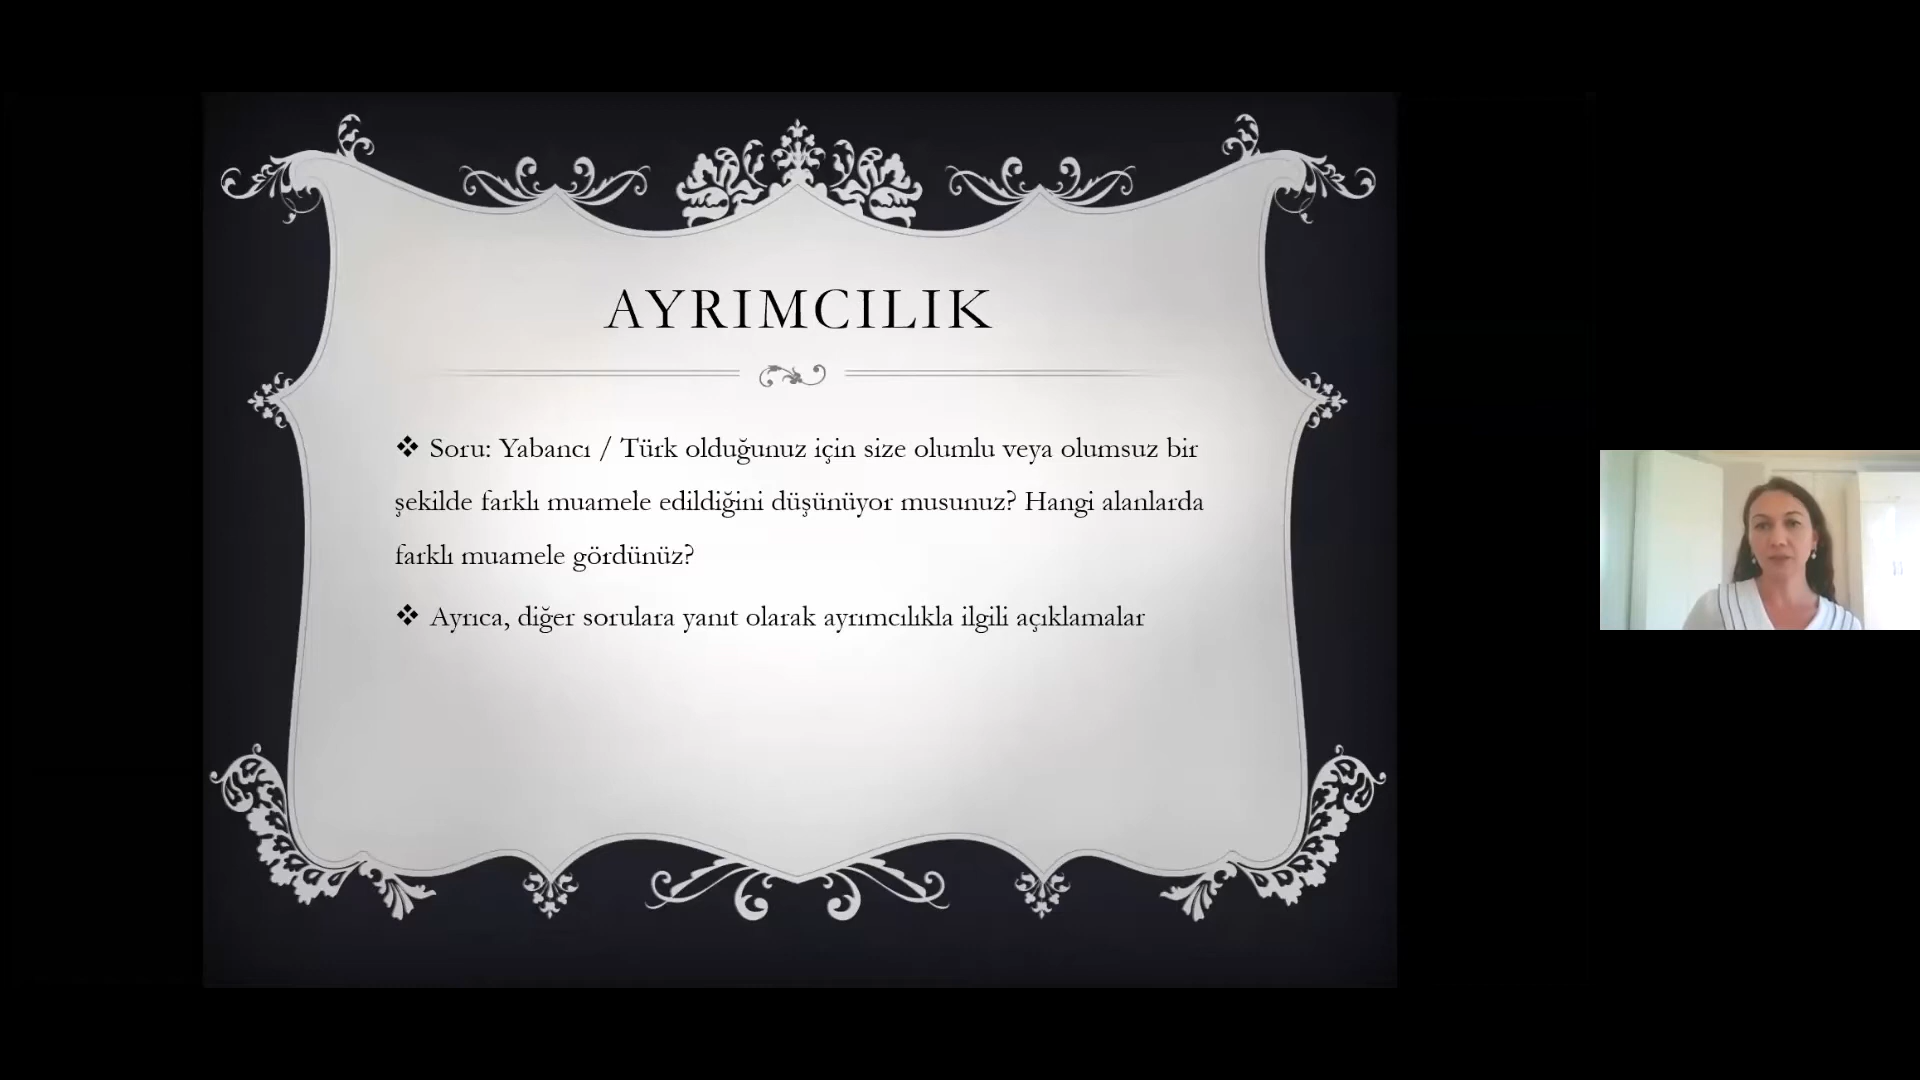 AYRIMCILIK
❖ Soru: Yabancı / Türk olduğunuz için size olumlu veya olumsuz bir
şekilde farklı muamele edildiğini düşünüyor musunuz? Hangi alanlarda
farklı muamele gördünüz?
❖ Ayrıca, diğer sorulara yanıt olarak ayrımcılıkla ilgili açıklamalar